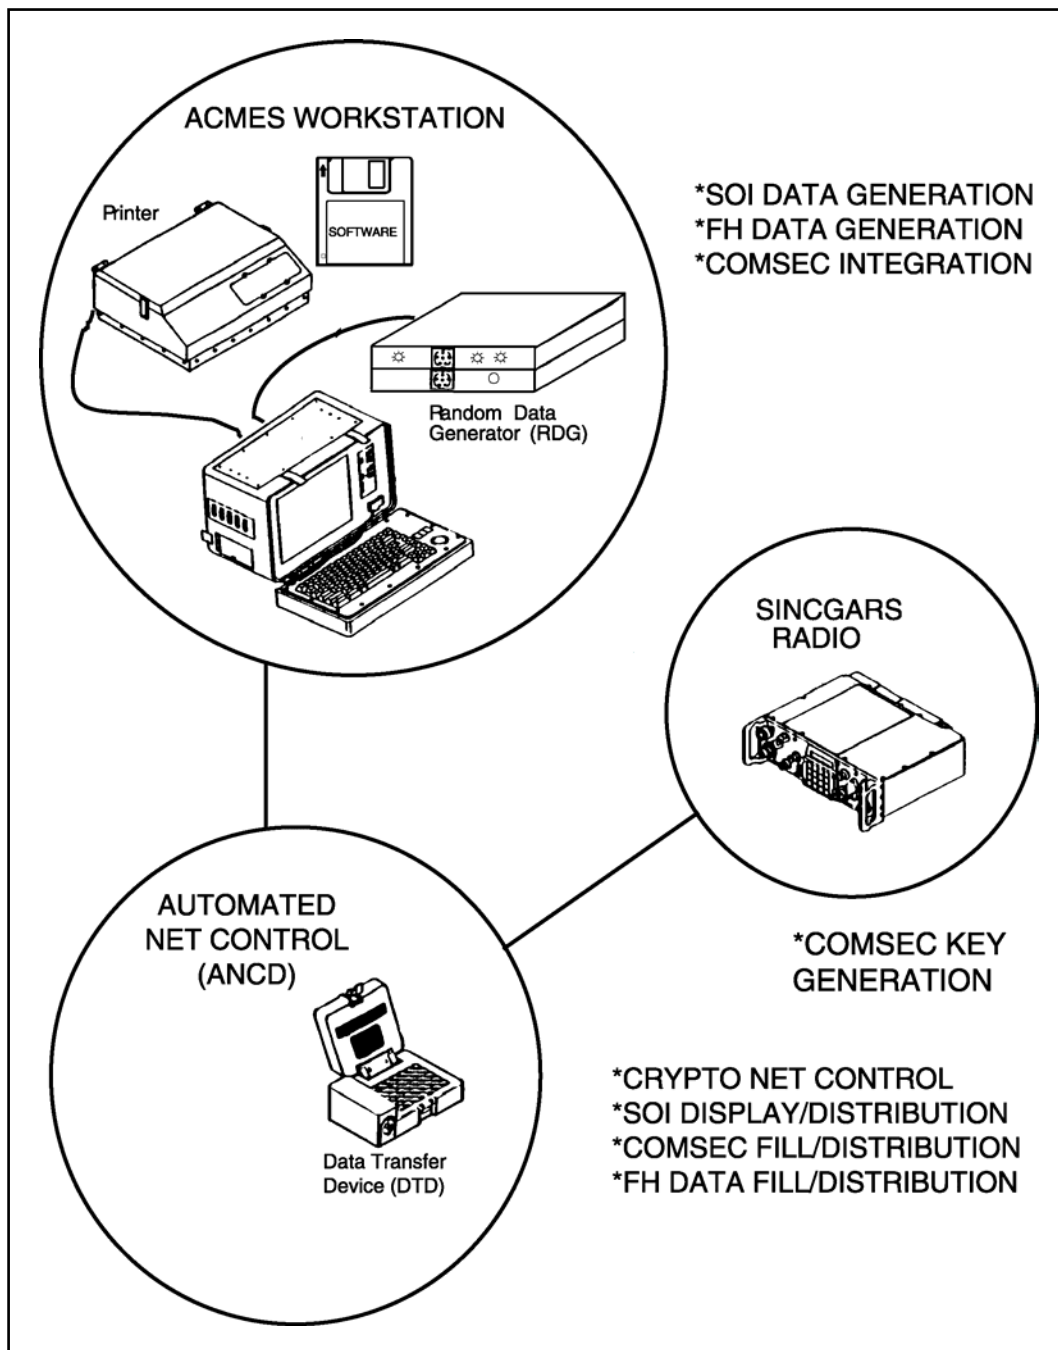 ACMES WORKSTATION
Printer
SOFTWARE
Random Data
Generator (RDG)
*SOI DATA GENERATION
*FH DATA GENERATION
*COMSEC INTEGRATION
SINCGARS
RADIO
*COMSEC KEY
GENERATION
AUTOMATED
NET CONTROL
(ANCD)
Data Transfer
Device (DTD)
*CRYPTO NET CONTROL
*SOI DISPLAY/DISTRIBUTION
*COMSEC FILL/DISTRIBUTION
*FH DATA FILL/DISTRIBUTION